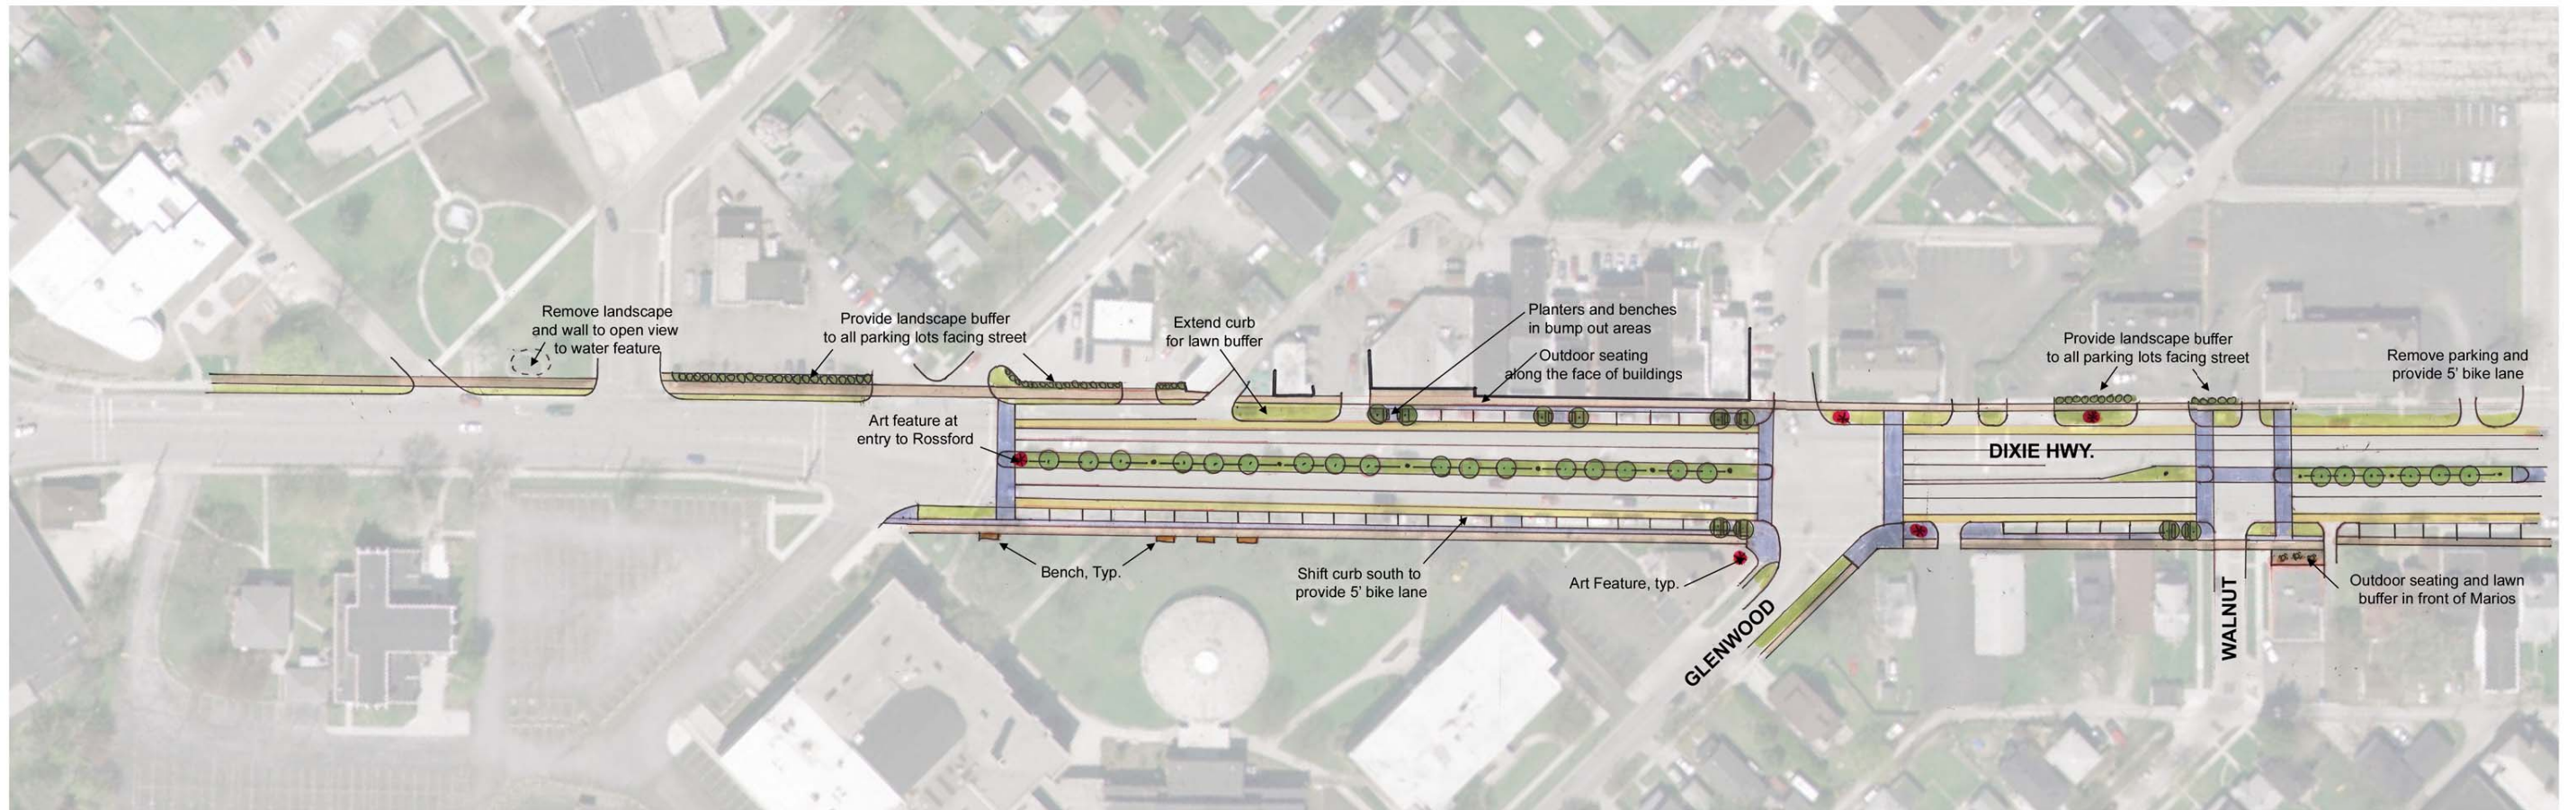 Remove landscape
and wall to open view
to water feature
Provide landscape buffer
to all parking lots facing street
Extend curb
for lawn buffer
Planters and benches
in bump out areas
Outdoor seating
along the face of buildings
Provide landscape buffer
to all parking lots facing street
Remove parking and
provide 5' bike lane
Art feature at
entry to Rossford
DIXIE HWY.
Bench, Typ.
Shift curb south to
provide 5' bike lane
Art Feature, typ.
GLENWOOD
WALNUT
Outdoor seating and lawn
buffer in front of Marios